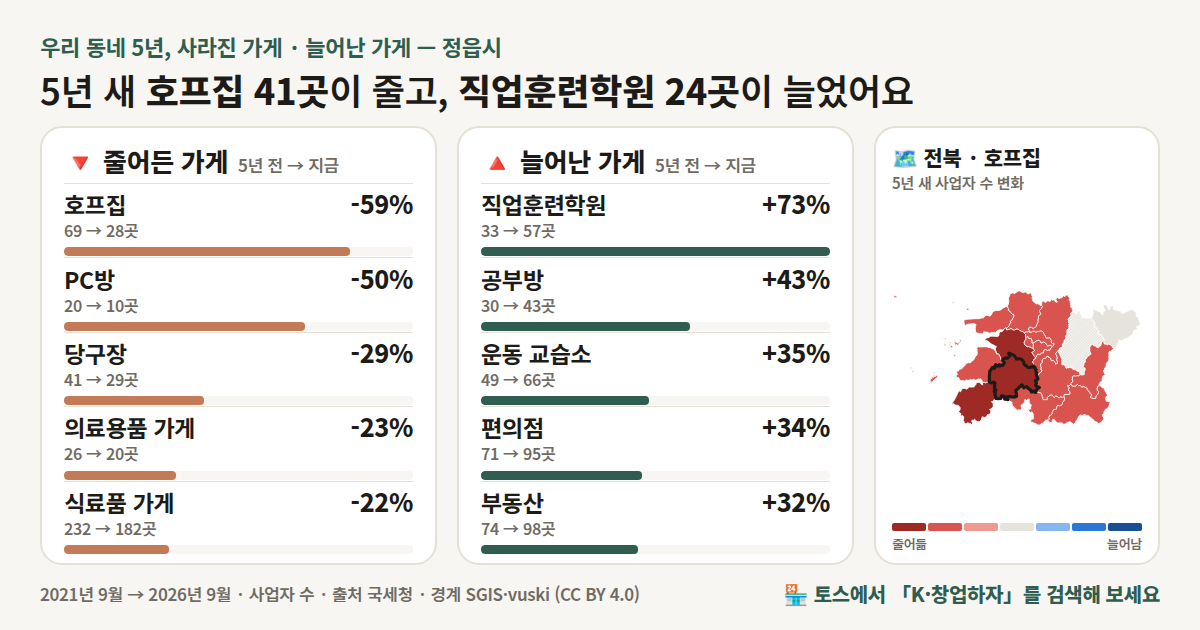 우리 동네 5년, 사라진 가게 · 늘어난 가게 — 정읍시
5년 새 호프집 41곳이 줄고, 직업훈련학원 24곳이 늘었어요
🔻 줄어든 가게 5년 전 → 지금
호프집 -59%
69 → 28곳
PC방 -50%
20 → 10곳
당구장 -29%
41 → 29곳
의료용품 가게 -23%
26 → 20곳
식료품 가게 -22%
232 → 182곳
🔺 늘어난 가게 5년 전 → 지금
직업훈련학원 +73%
33 → 57곳
공부방 +43%
30 → 43곳
운동 교습소 +35%
49 → 66곳
편의점 +34%
71 → 95곳
부동산 +32%
74 → 98곳
🗺️ 전북 · 호프집
5년 새 사업자 수 변화
줄어듦 늘어남
2021년 9월 → 2026년 9월 · 사업자 수 · 출처 국세청 · 경계 SGIS·vuski (CC BY 4.0)
🏪 토스에서 「K·창업하자」를 검색해 보세요